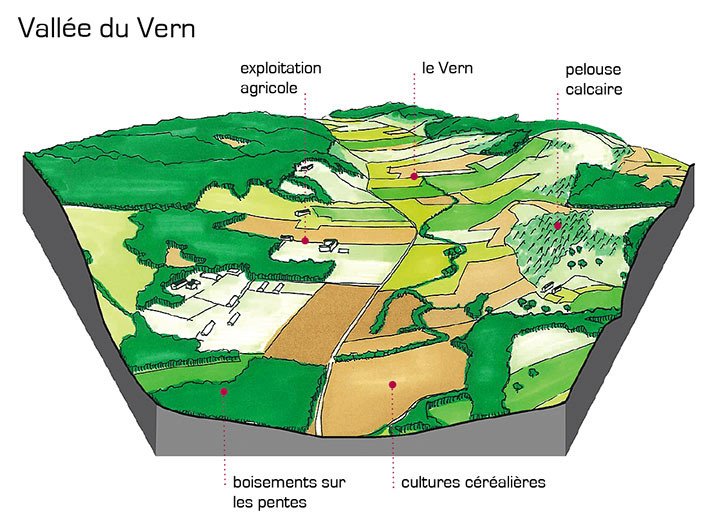 Vallée du Vern
exploitation
agricole
le Vern
pelouse
calcaire
boisements sur
les pentes
cultures céréalières